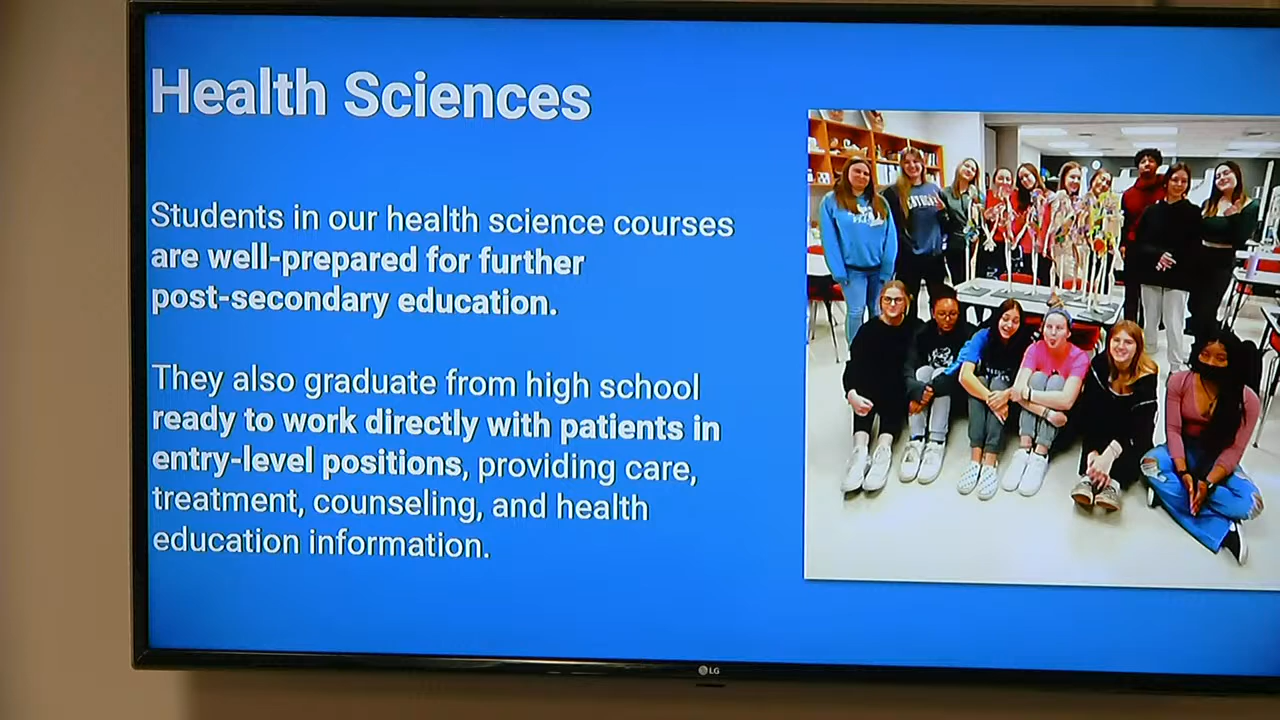 Health Sciences
Students in our health science courses
are well-prepared for further
post-secondary education.
They also graduate from high school
ready to work directly with patients in
entry-level positions, providing care,
treatment, counseling, and health
education information.
LG